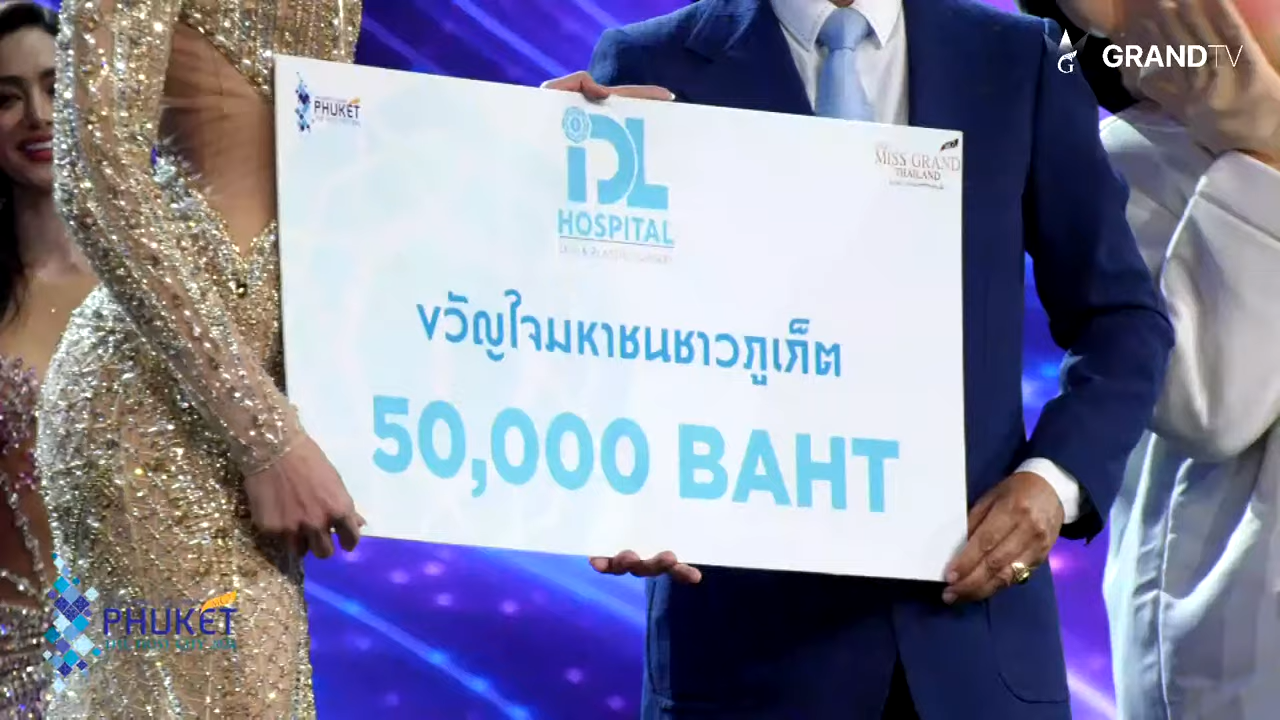 GRANDTV
PHUKET
iDL
HOSPITAL
MISS GRAND
THAILAND
ขวัญใจมหาชนชาวภูเก็ต
50,000 BAHT
PHUKET